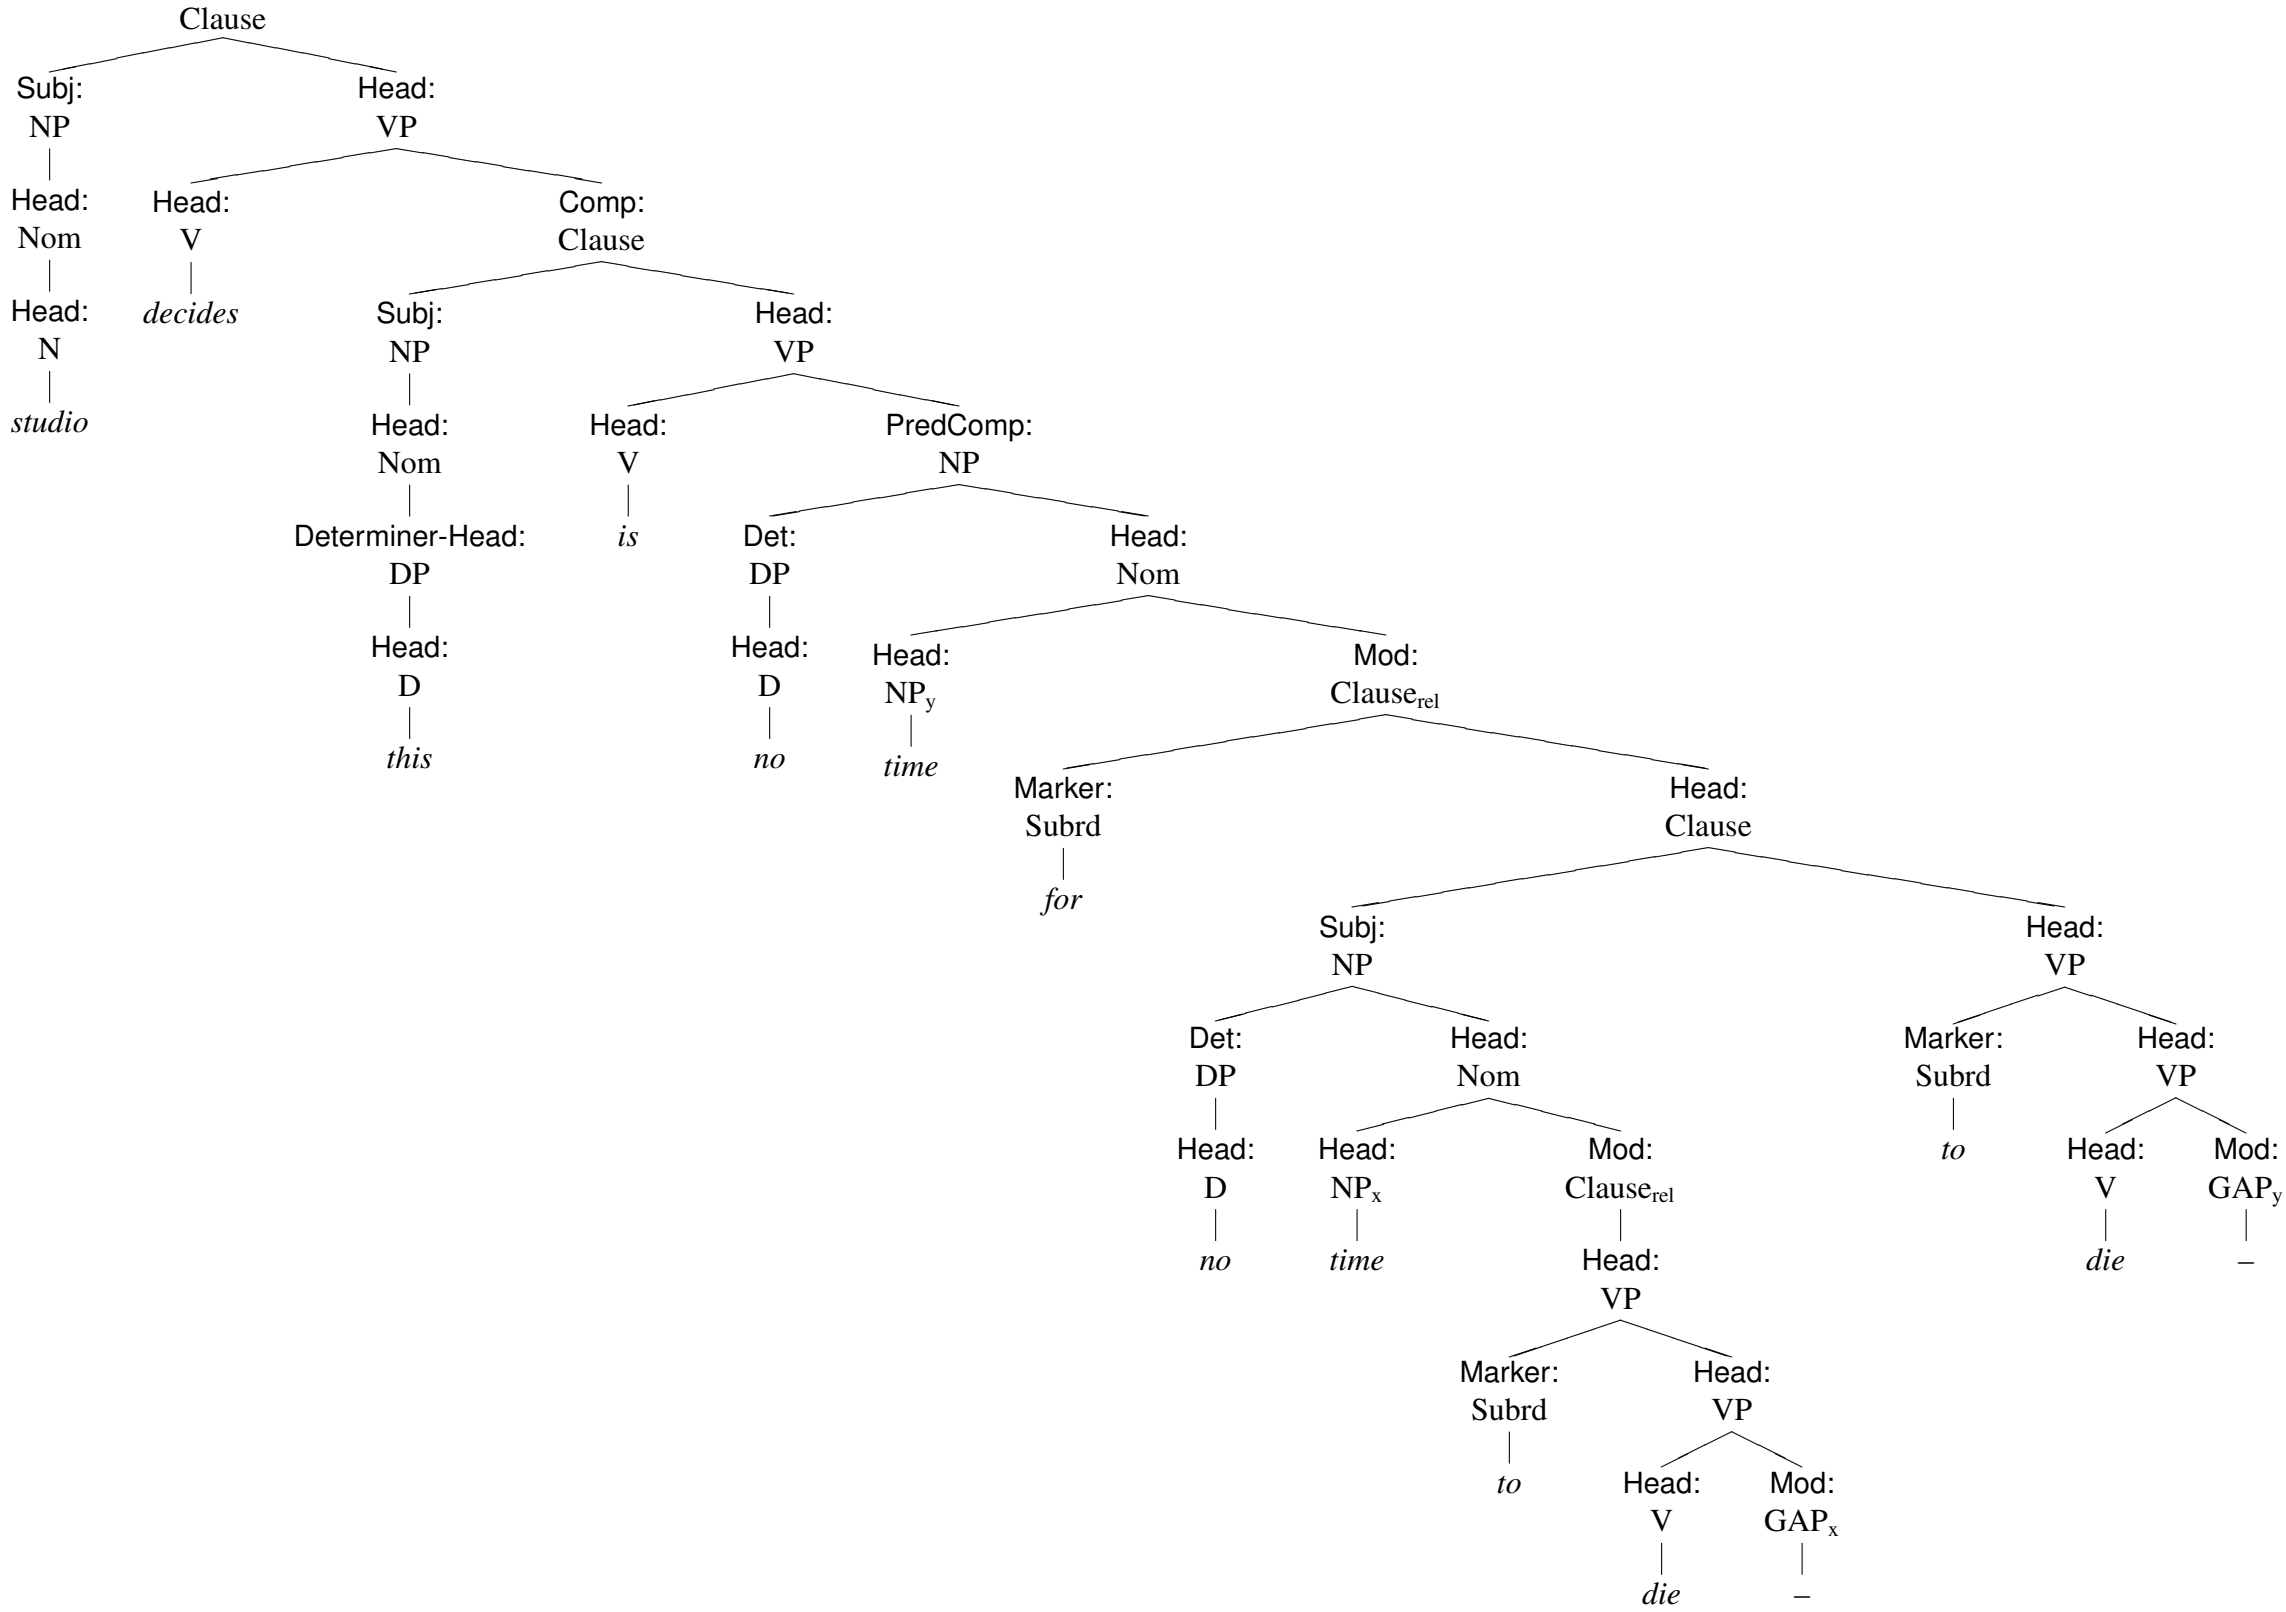 Clause
Subj: Head:
NP VP
Head: Head: Comp:
Nom V Clause
Head: decides Subj: Head:
N NP VP
studio Head: Head: PredComp:
Nom V NP
Determiner-Head: is Det: Head:
DP DP Nom
Head: Head: Head: Mod:
D D NPy Clauserel
this no time Marker: Head:
Subrd Clause
for Subj: Head:
NP VP
Det: Head: Marker: Head:
DP Nom Subrd VP
Head: Head: Mod: to Head: Mod:
D NPx Clauserel V GAPy
no time Head: die –
VP
Marker: Head:
Subrd VP
to Head: Mod:
V GAPx
die –